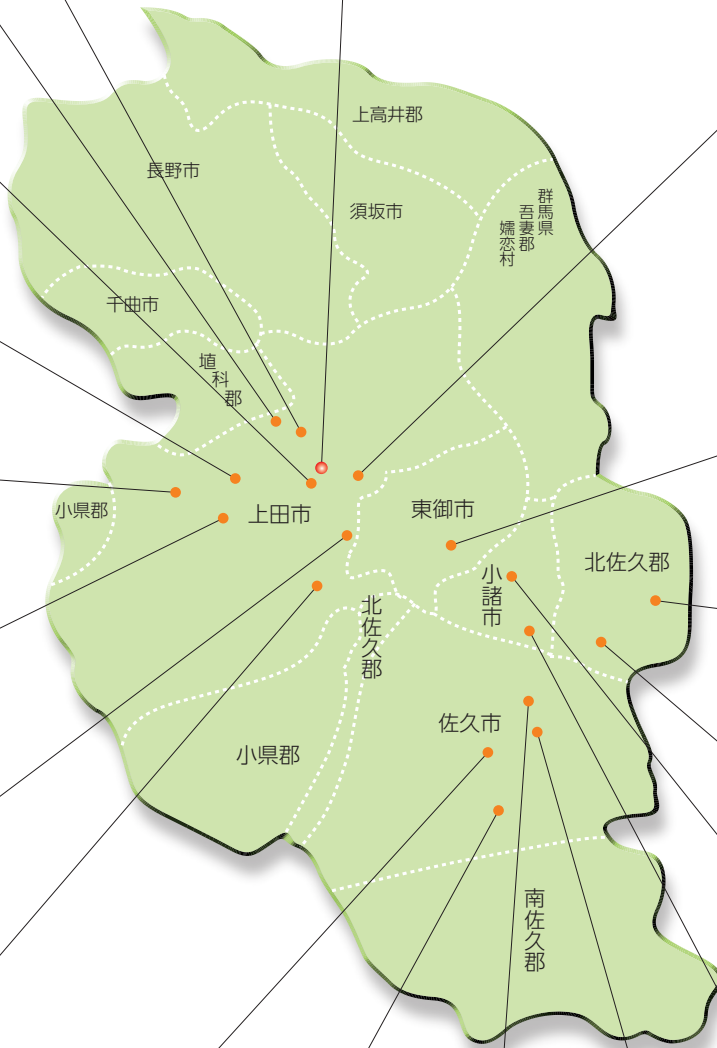 上高井郡
長野市
須坂市
群馬県
吾妻郡
嬬恋村
千曲市
埴科郡
小県郡
上田市
東御市
北佐久郡
小諸市
北佐久郡
佐久市
小県郡
南佐久郡